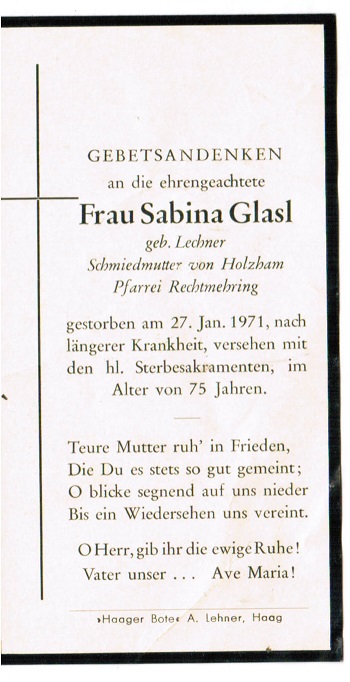 GEBETSANDENKEN
an die ehrengeachtete
Frau Sabina Glasl
geb. Lechner
Schmiedmutter von Holzham
Pfarrei Rechtmehring
gestorben am 27. Jan. 1971, nach
längerer Krankheit, versehen mit
den hl. Sterbesakramenten, im
Alter von 75 Jahren.
Teure Mutter ruh' in Frieden,
Die Du es stets so gut gemeint;
O blicke segnend auf uns nieder
Bis ein Wiedersehen uns vereint.
O Herr, gib ihr die ewige Ruhe!
Vater unser ... Ave Maria!
›Haager Bote‹ A. Lehner, Haag